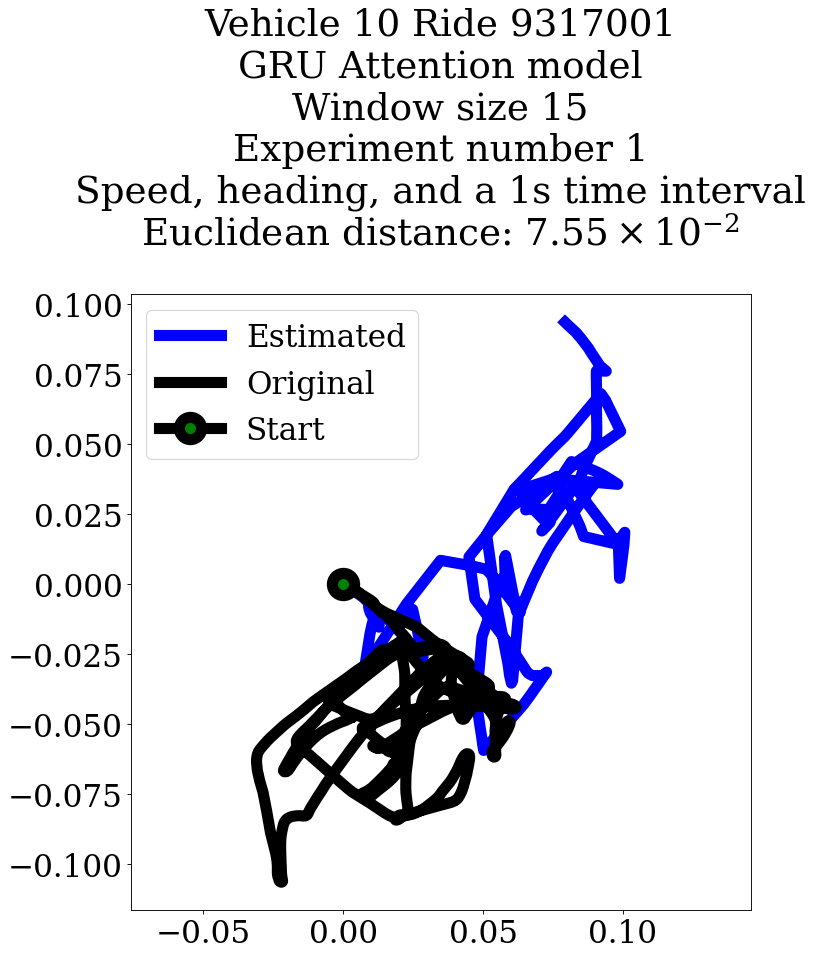 Vehicle 10 Ride 9317001
GRU Attention model
Window size 15
Experiment number 1
Speed, heading, and a 1s time interval
Euclidean distance: 7.55 × 10⁻²
Estimated
Original
Start
0.100
0.075
0.050
0.025
0.000
−0.025
−0.050
−0.075
−0.100
−0.05 0.00 0.05 0.10